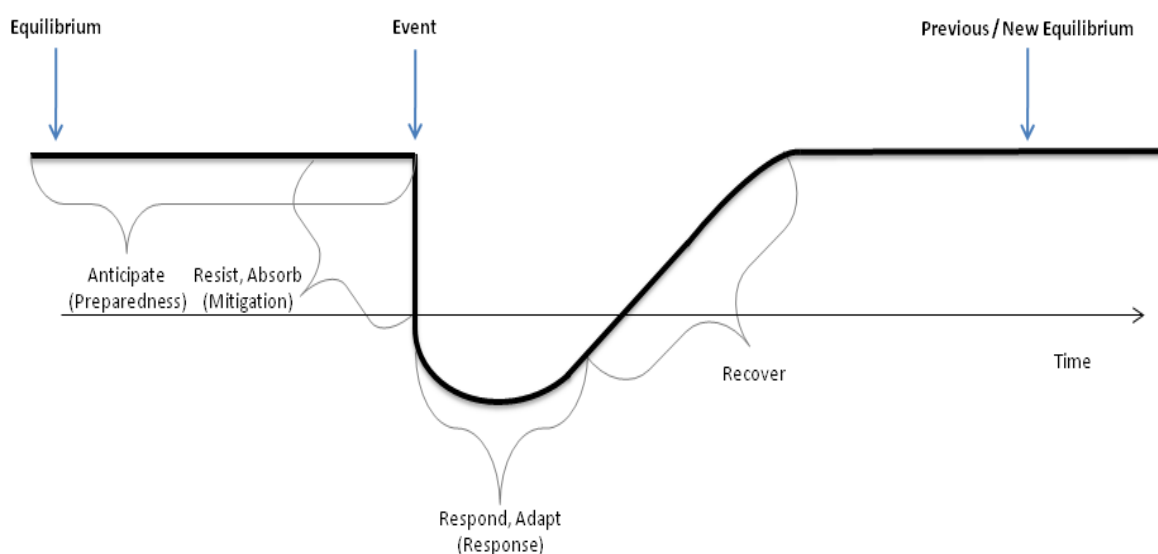 Equilibrium
Event
Previous / New Equilibrium
Anticipate
(Preparedness)
Resist, Absorb
(Mitigation)
Recover
Time
Respond, Adapt
(Response)